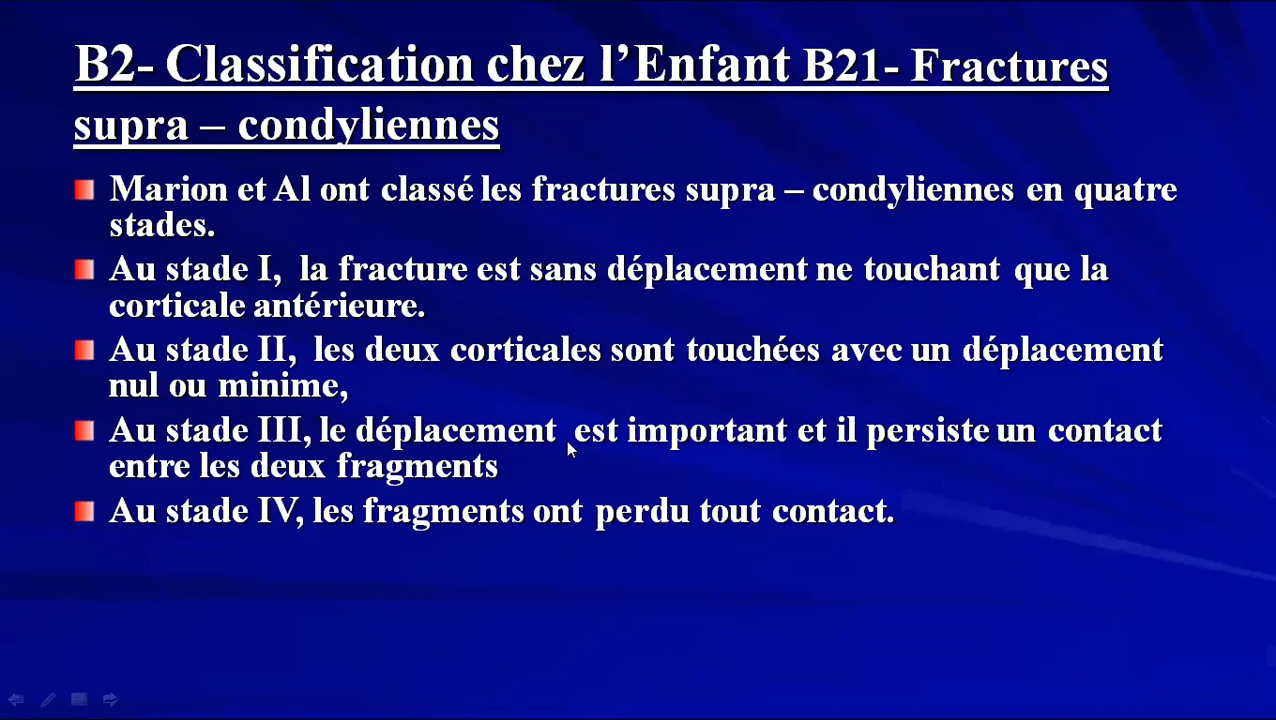 B2- Classification chez l’Enfant B21- Fractures
supra – condyliennes
Marion et Al ont classé les fractures supra – condyliennes en quatre
stades.
Au stade I, la fracture est sans déplacement ne touchant que la
corticale antérieure.
Au stade II, les deux corticales sont touchées avec un déplacement
nul ou minime,
Au stade III, le déplacement est important et il persiste un contact
entre les deux fragments
Au stade IV, les fragments ont perdu tout contact.